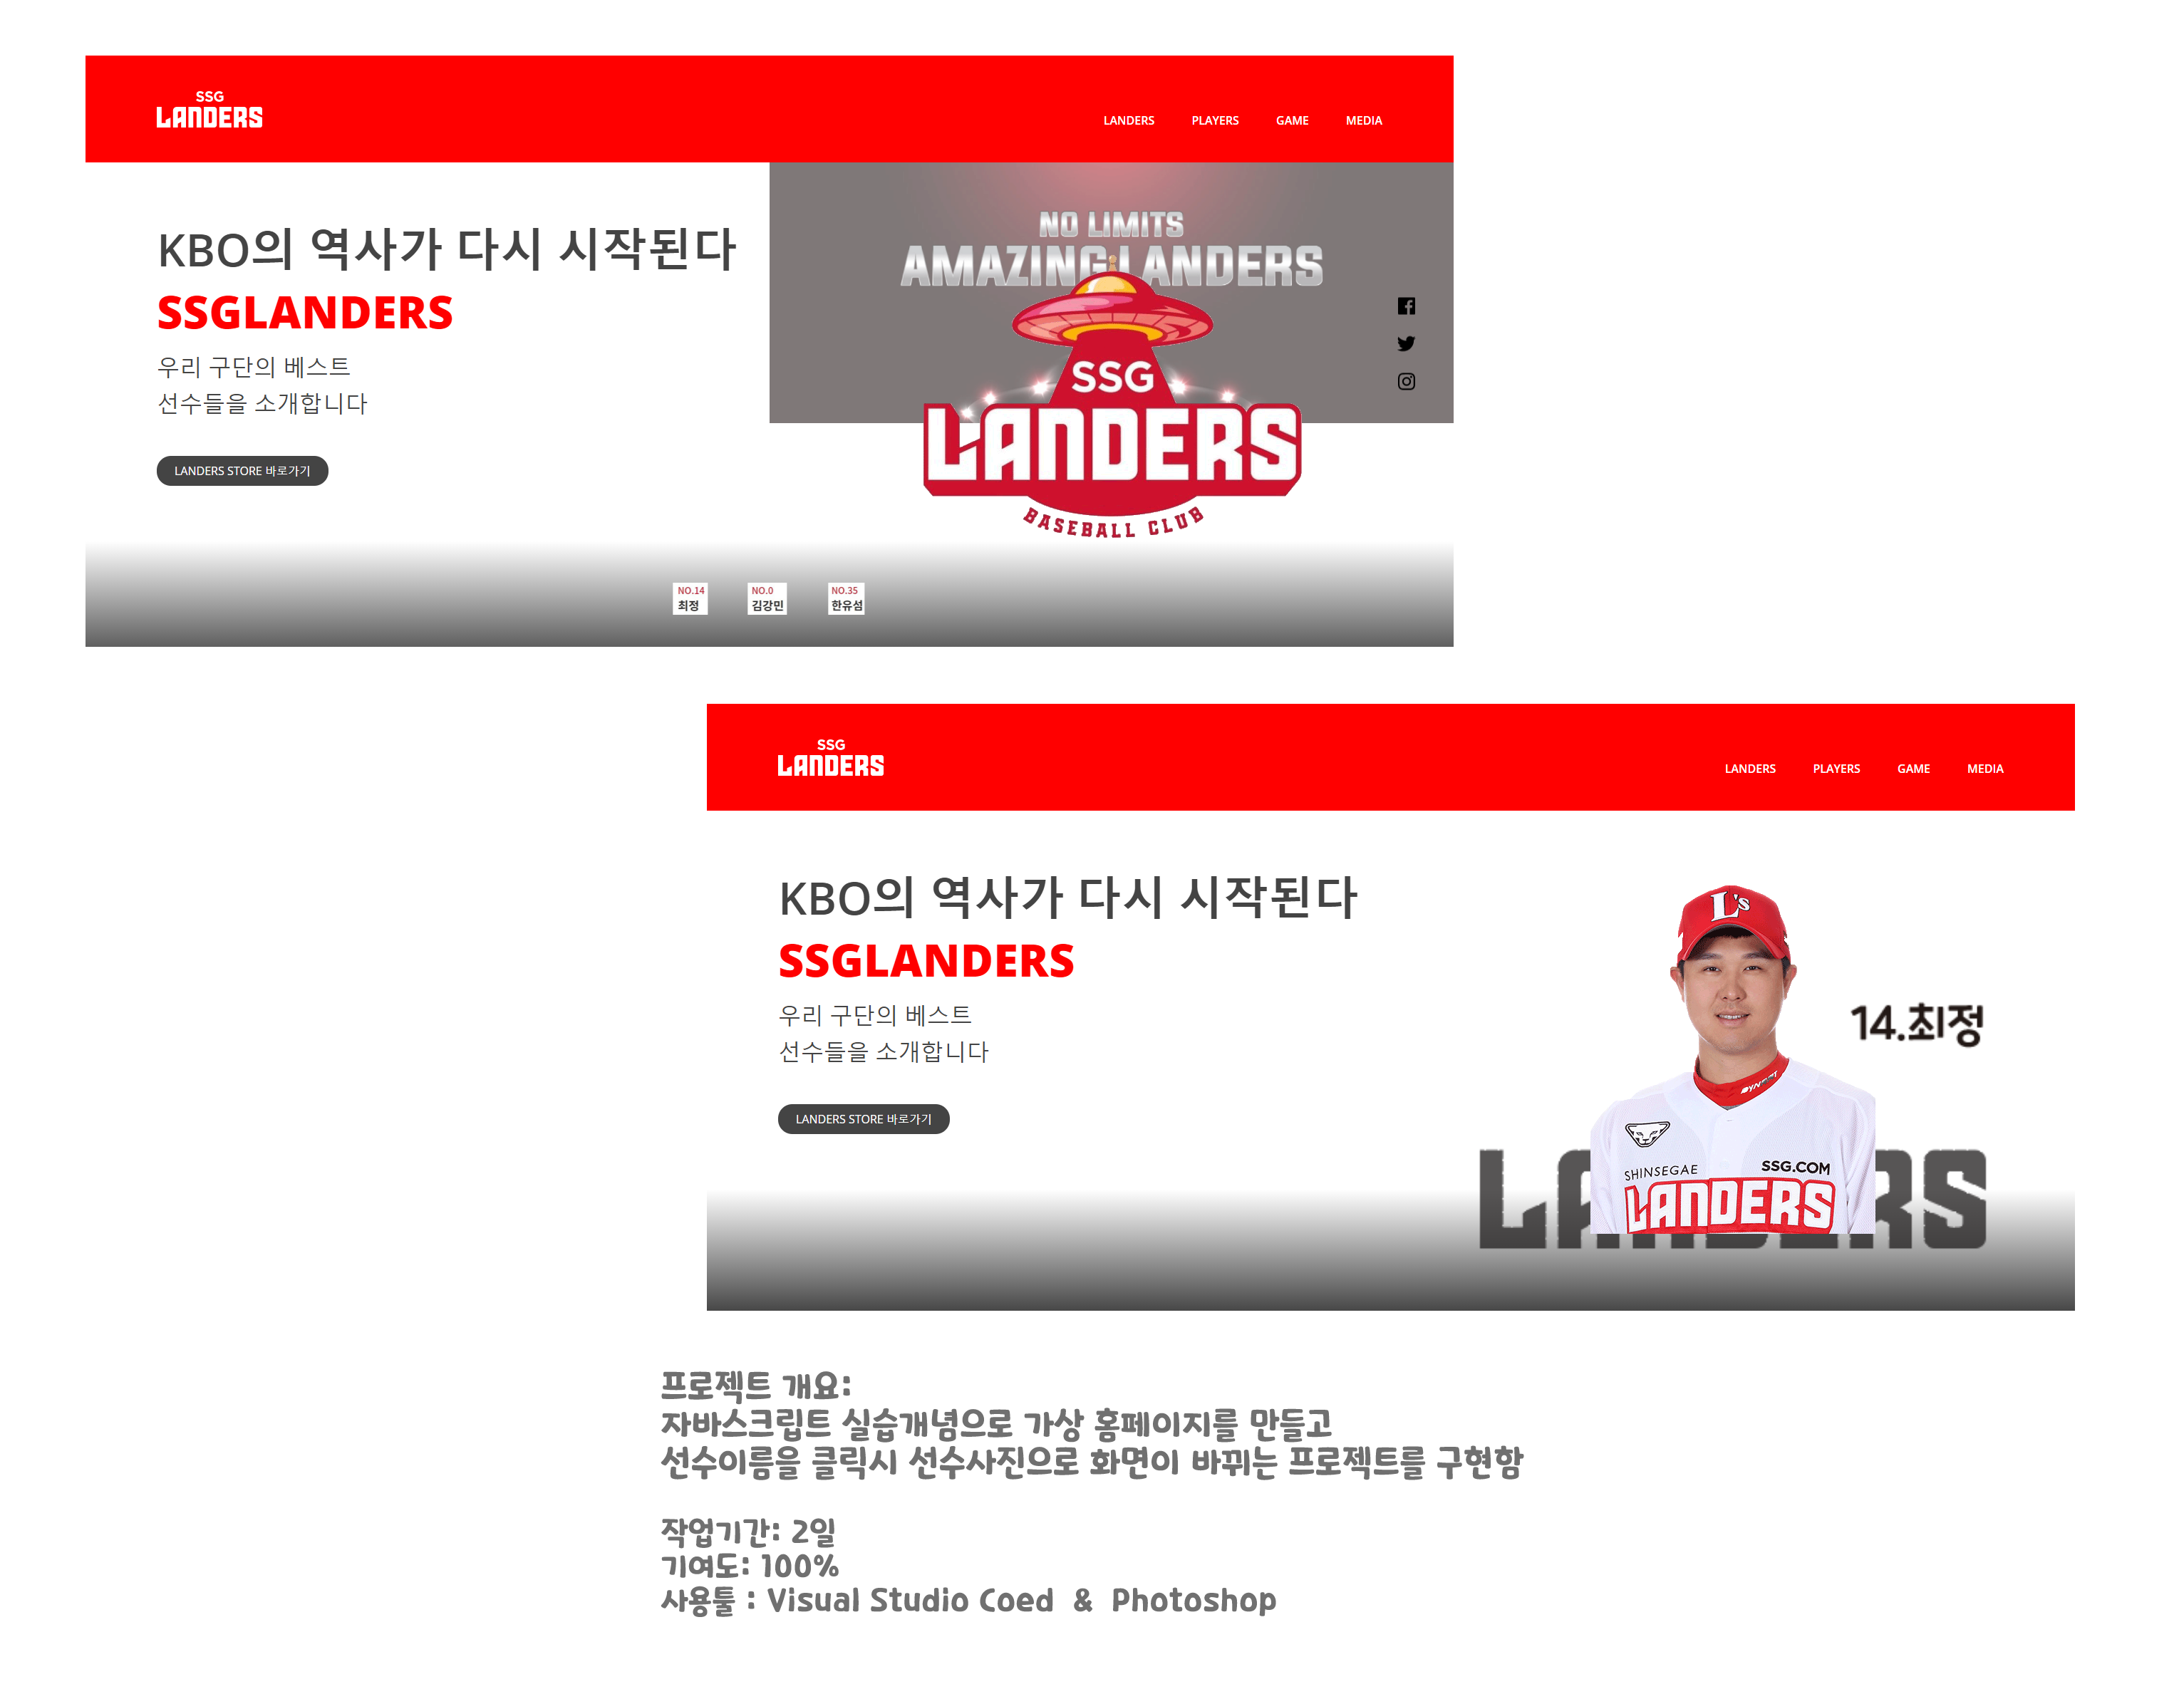 SSG
LANDERS
LANDERS PLAYERS GAME MEDIA
KBO의 역사가 다시 시작된다
SSGLANDERS
우리 구단의 베스트
선수들을 소개합니다
LANDERS STORE 바로가기
NO LIMITS
AMAZING LANDERS
SSG
LANDERS
BASEBALL CLUB
NO.14
최정
NO.0
김강민
NO.35
한유섬
SSG
LANDERS
LANDERS PLAYERS GAME MEDIA
KBO의 역사가 다시 시작된다
SSGLANDERS
우리 구단의 베스트
선수들을 소개합니다
LANDERS STORE 바로가기
L's
14.최정
SHINSEGAE
SSG.COM
LANDERS
프로젝트 개요:
자바스크립트 실습개념으로 가상 홈페이지를 만들고
선수이름을 클릭시 선수사진으로 화면이 바뀌는 프로젝트를 구현함
작업기간: 2일
기여도: 100%
사용툴 : Visual Studio Coed & Photoshop